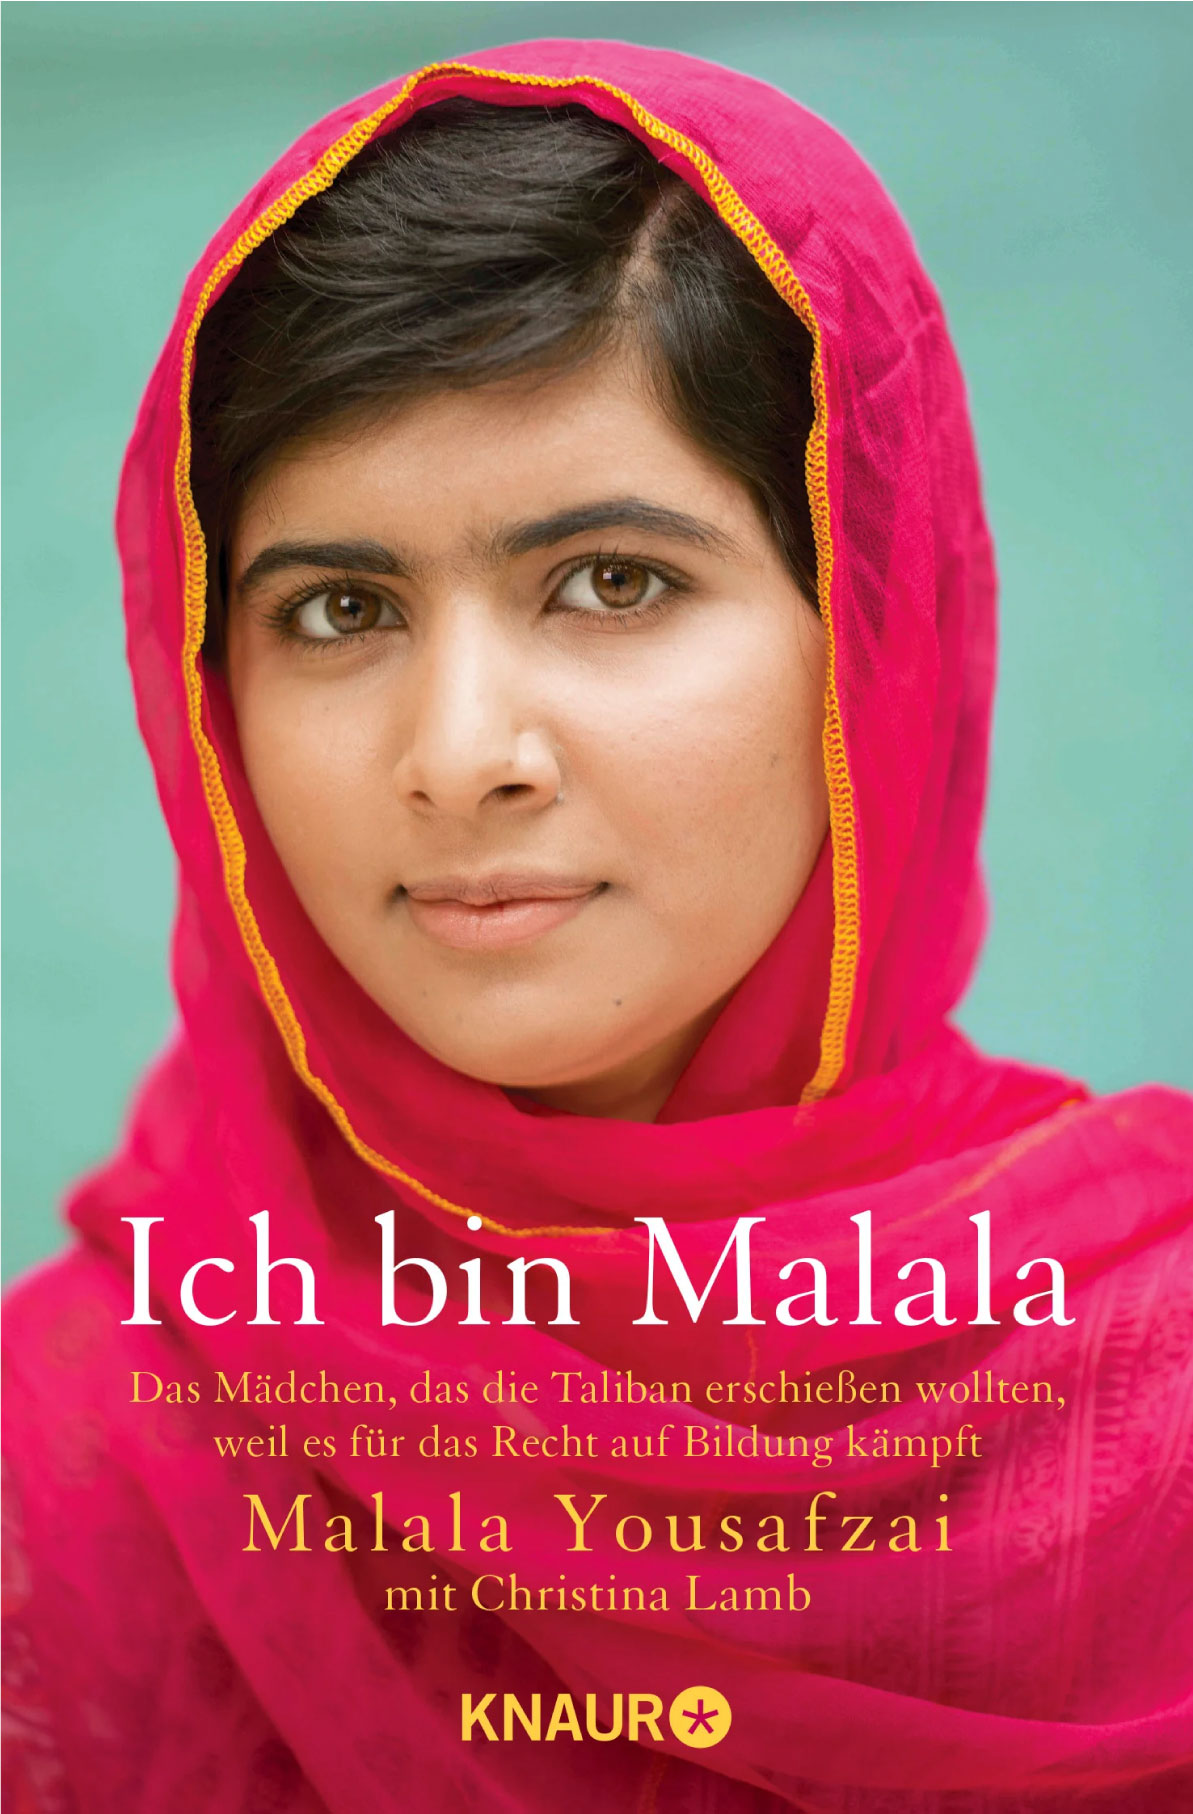 Ich bin Malala
Das Mädchen, das die Taliban erschießen wollten,
weil es für das Recht auf Bildung kämpft
Malala Yousafzai
mit Christina Lamb
KNAUR